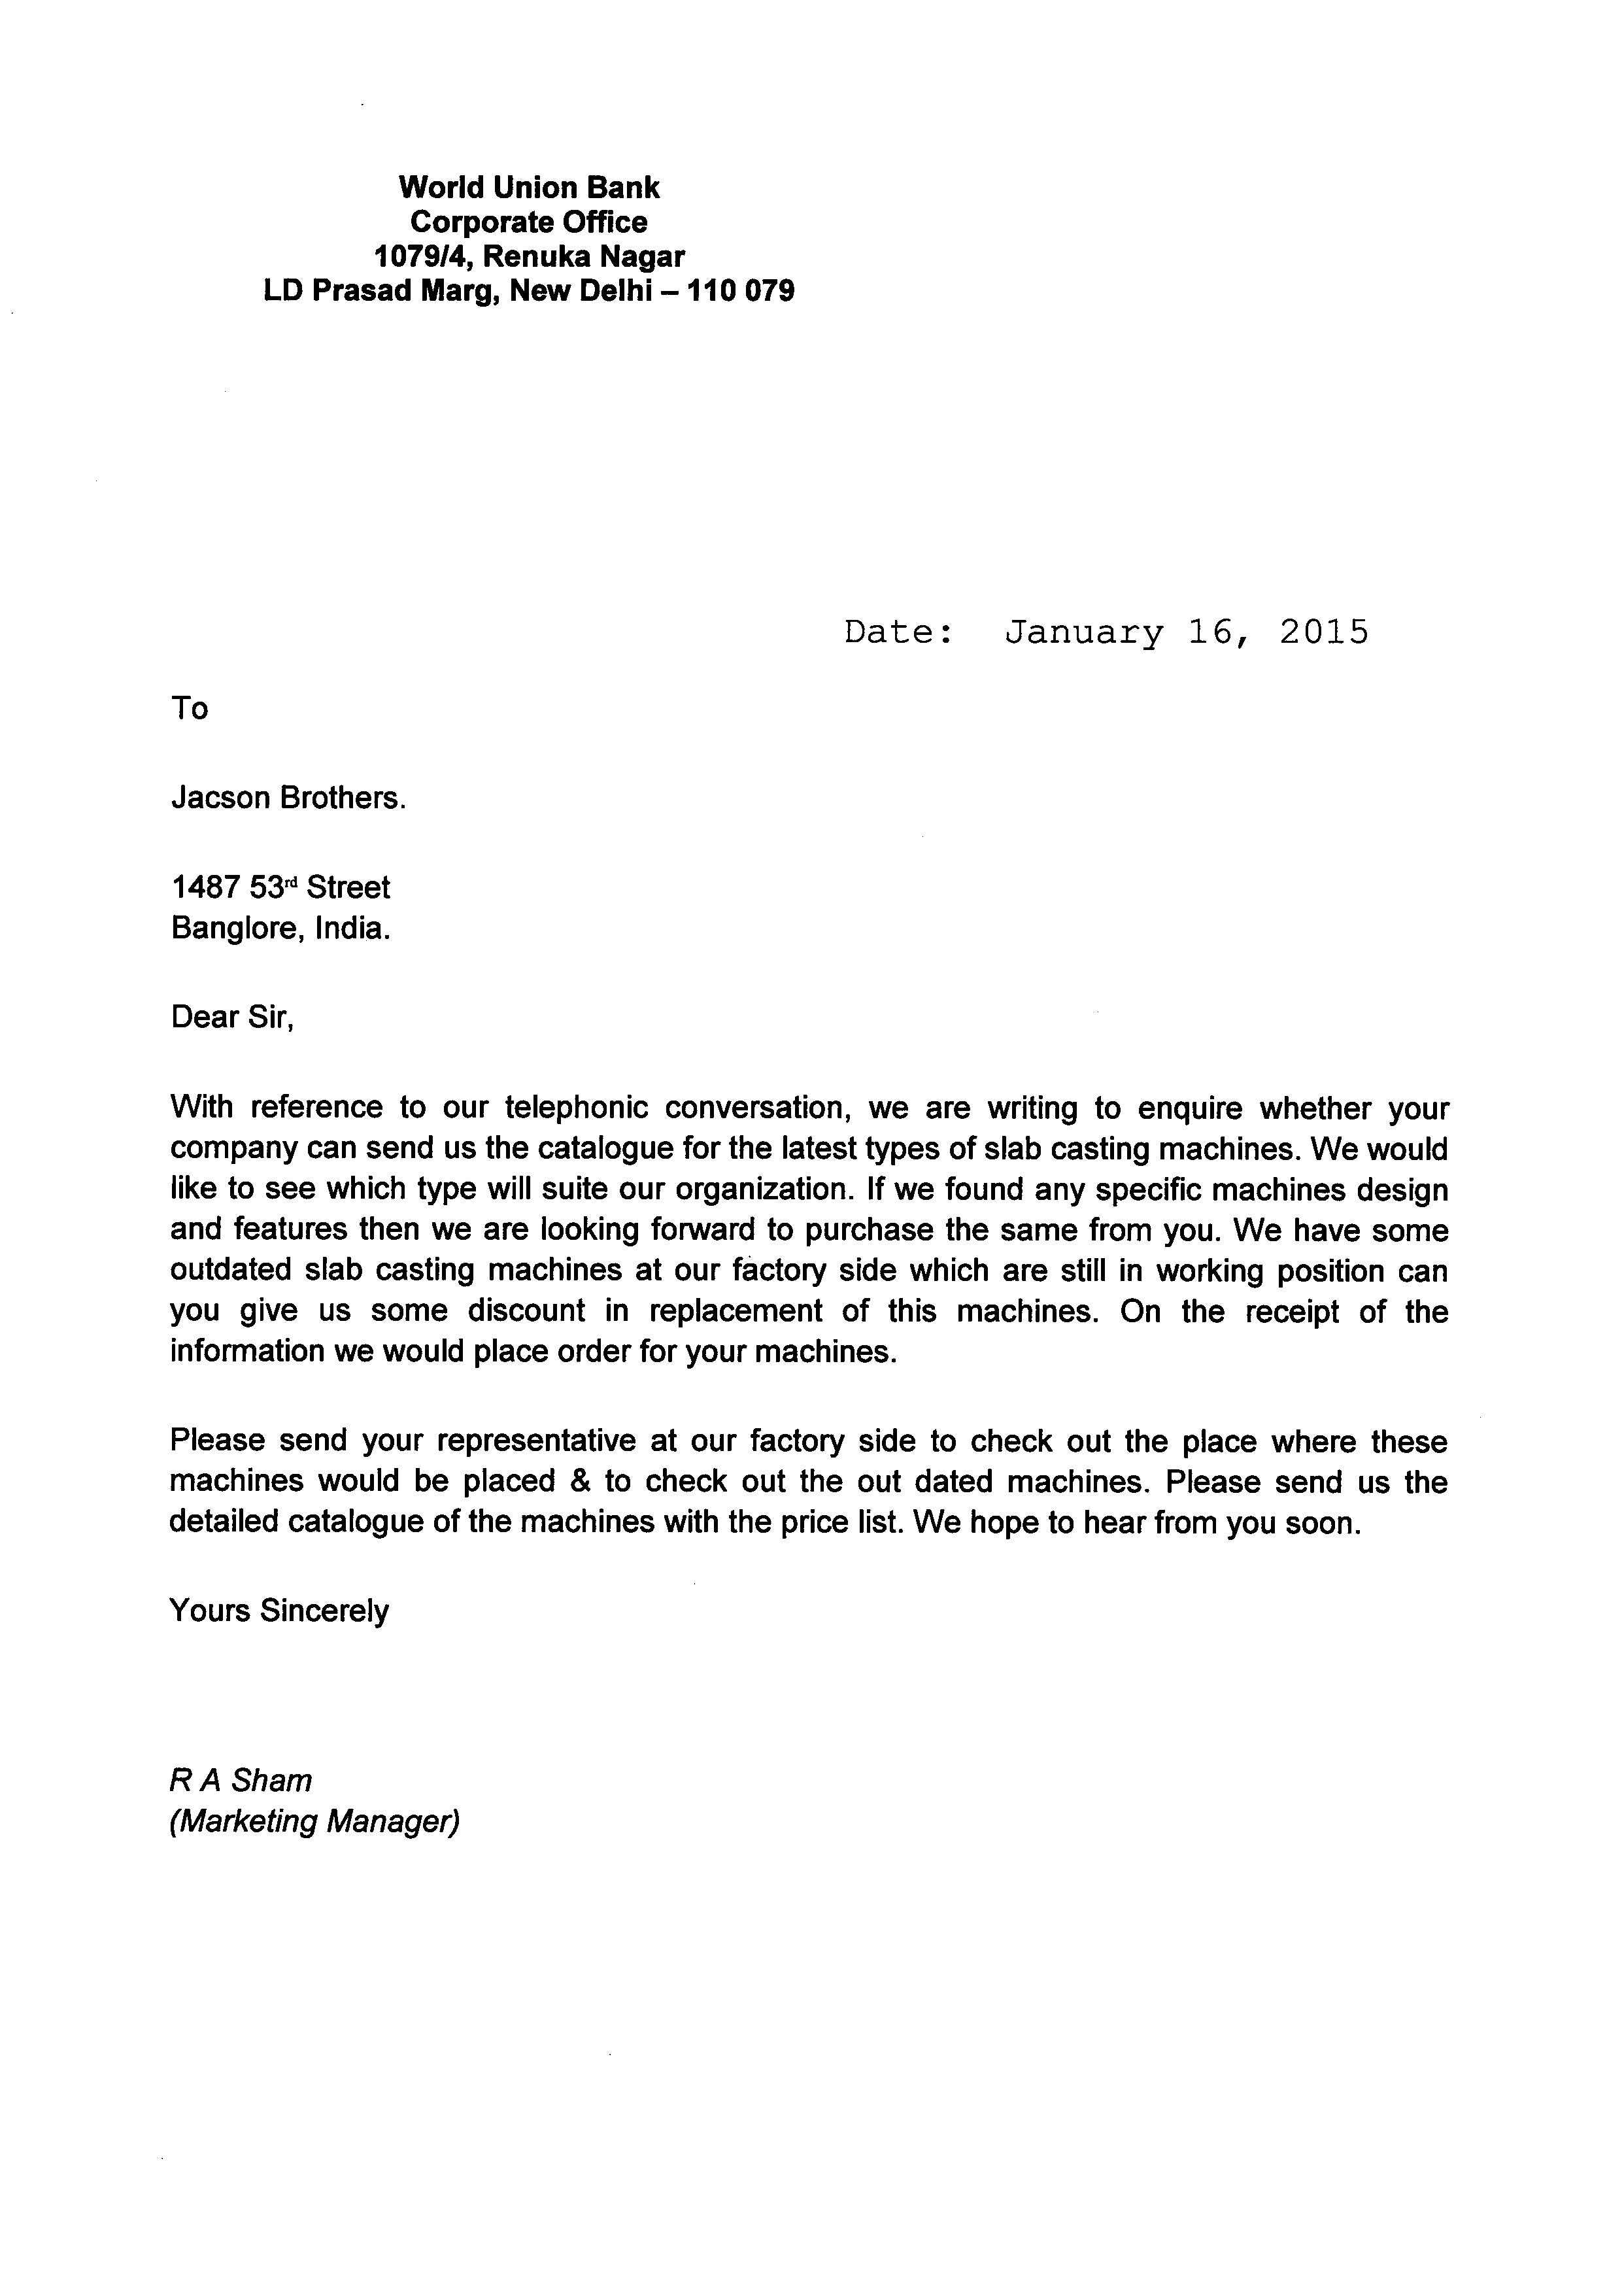 World Union Bank
Corporate Office
1079/4, Renuka Nagar
LD Prasad Marg, New Delhi – 110 079
Date: January 16, 2015
To
Jacson Brothers.
1487 53rd Street
Banglore, India.
Dear Sir,
With reference to our telephonic conversation, we are writing to enquire whether your
company can send us the catalogue for the latest types of slab casting machines. We would
like to see which type will suite our organization. If we found any specific machines design
and features then we are looking forward to purchase the same from you. We have some
outdated slab casting machines at our factory side which are still in working position can
you give us some discount in replacement of this machines. On the receipt of the
information we would place order for your machines.
Please send your representative at our factory side to check out the place where these
machines would be placed & to check out the out dated machines. Please send us the
detailed catalogue of the machines with the price list. We hope to hear from you soon.
Yours Sincerely
R A Sham
(Marketing Manager)